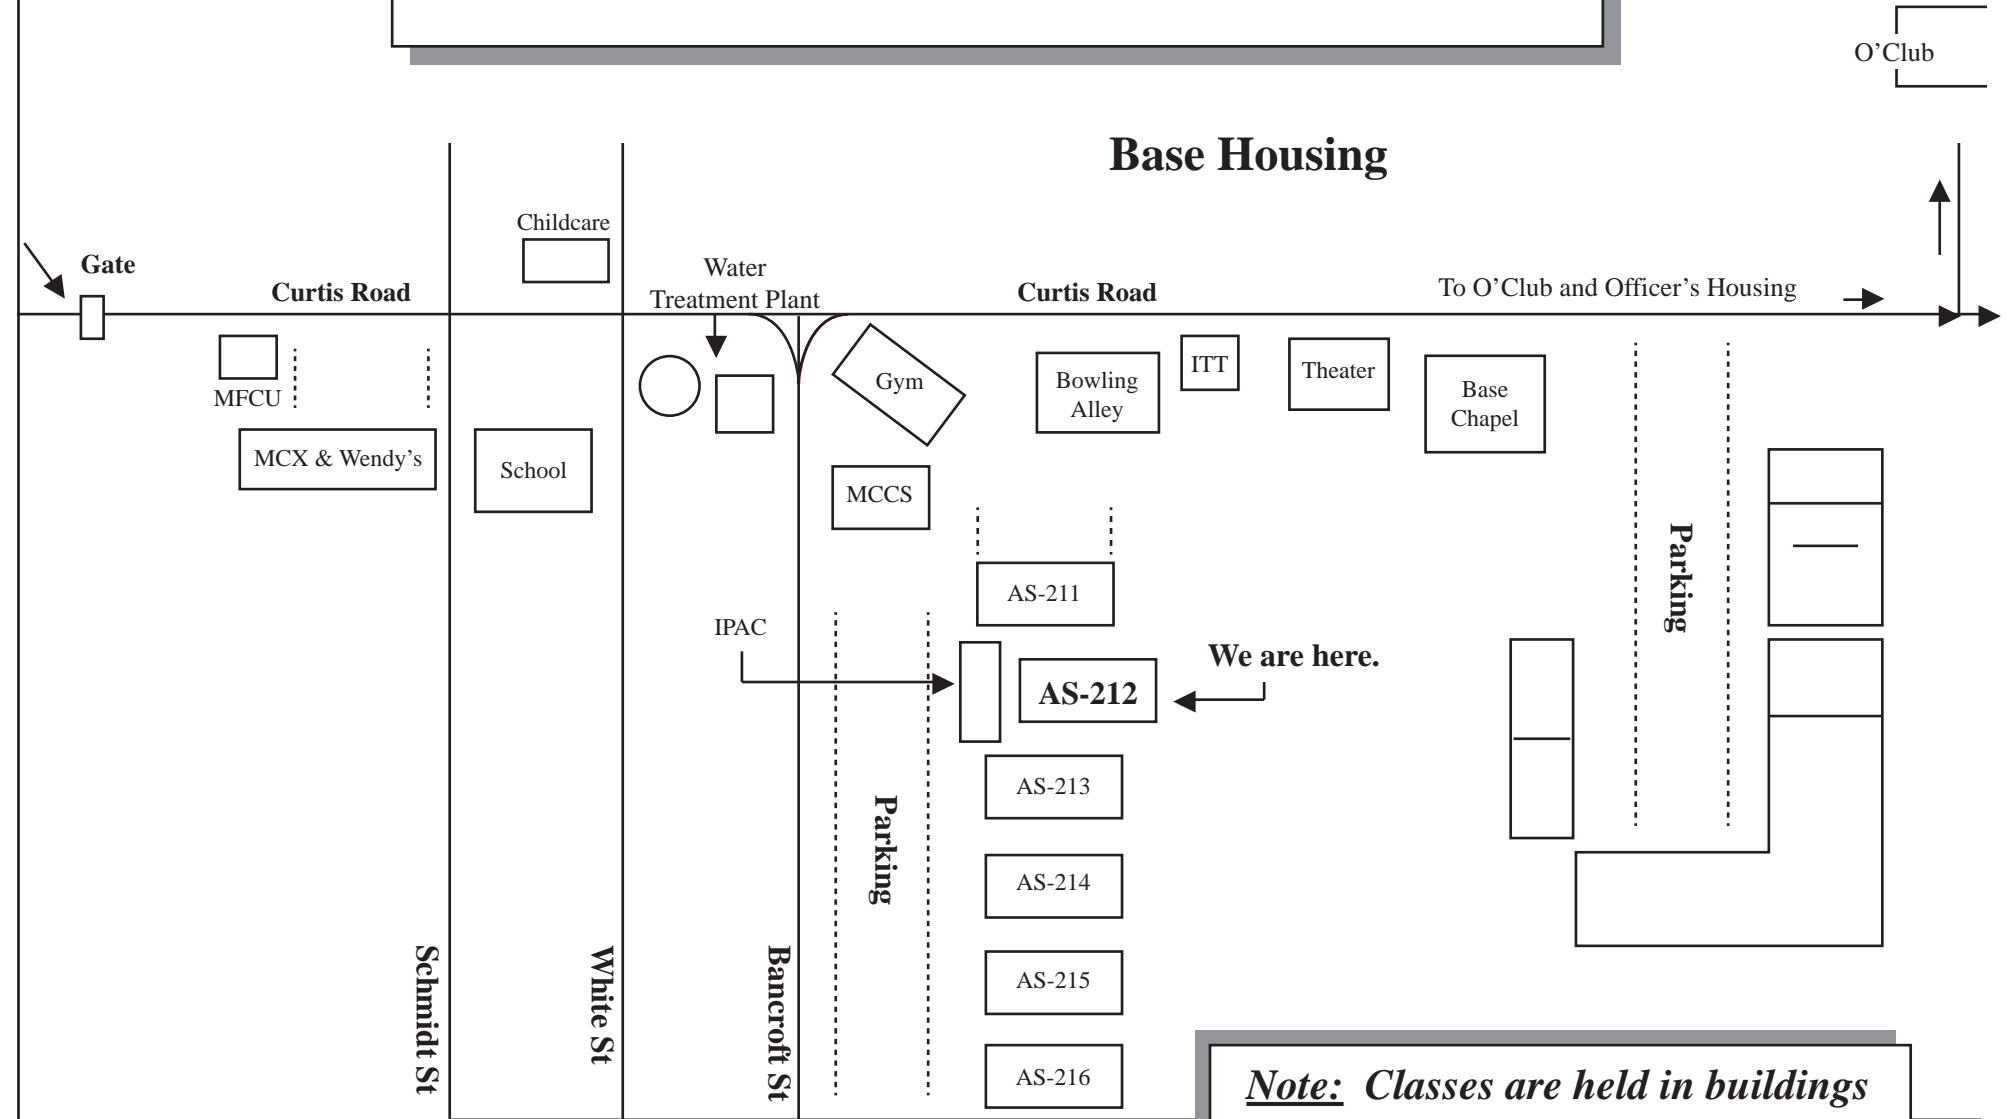 O’Club
Base Housing
Childcare
Gate
Water
Treatment Plant
Curtis Road
Curtis Road
To O’Club and Officer’s Housing
MFCU
Gym
Bowling
Alley
ITT
Theater
Base
Chapel
MCX & Wendy’s
School
MCCS
Parking
AS-211
IPAC
We are here.
AS-212
AS-213
Parking
AS-214
Schmidt St
White St
Bancroft St
AS-215
AS-216
Note: Classes are held in buildings